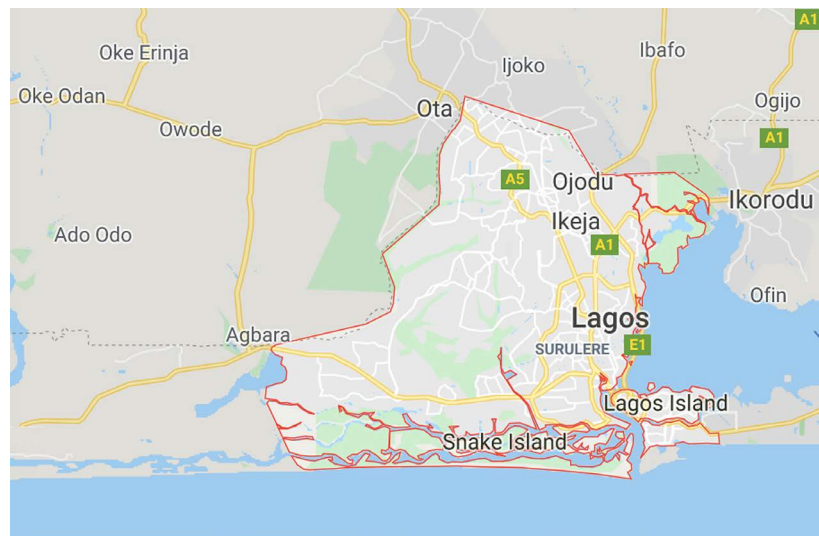 A1
Oke Erinja
Ijoko
Ibafo
Oke Odan
Ota
Ogijo
Owode
A1
A5
Ojodu
Ikorodu
Ikeja
Ado Odo
A1
Ofin
Lagos
Agbara
SURULERE
E1
Lagos Island
Snake Island